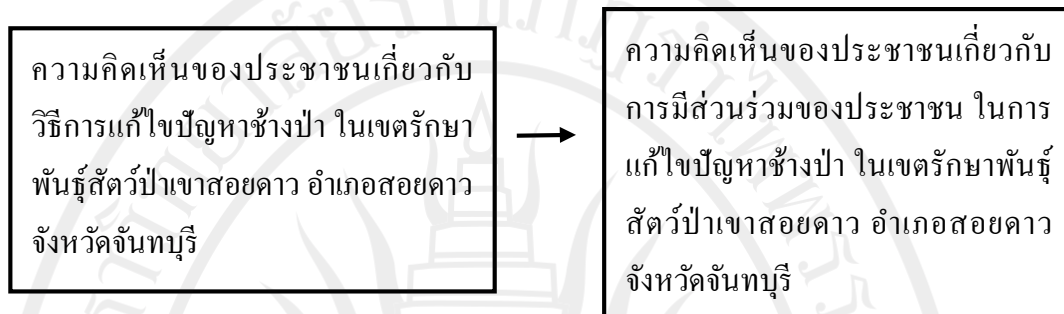 ความคิดเห็นของประชาชนเกี่ยวกับ
วิธีการแก้ไขปัญหาช้างป่า ในเขตรักษา
พันธุ์สัตว์ป่าเขาสอยดาว อำเภอสอยดาว
จังหวัดจันทบุรี
ความคิดเห็นของประชาชนเกี่ยวกับ
การมีส่วนร่วมของประชาชน ในการ
แก้ไขปัญหาช้างป่า ในเขตรักษาพันธุ์
สัตว์ป่าเขาสอยดาว อำเภอสอยดาว
จังหวัดจันทบุรี